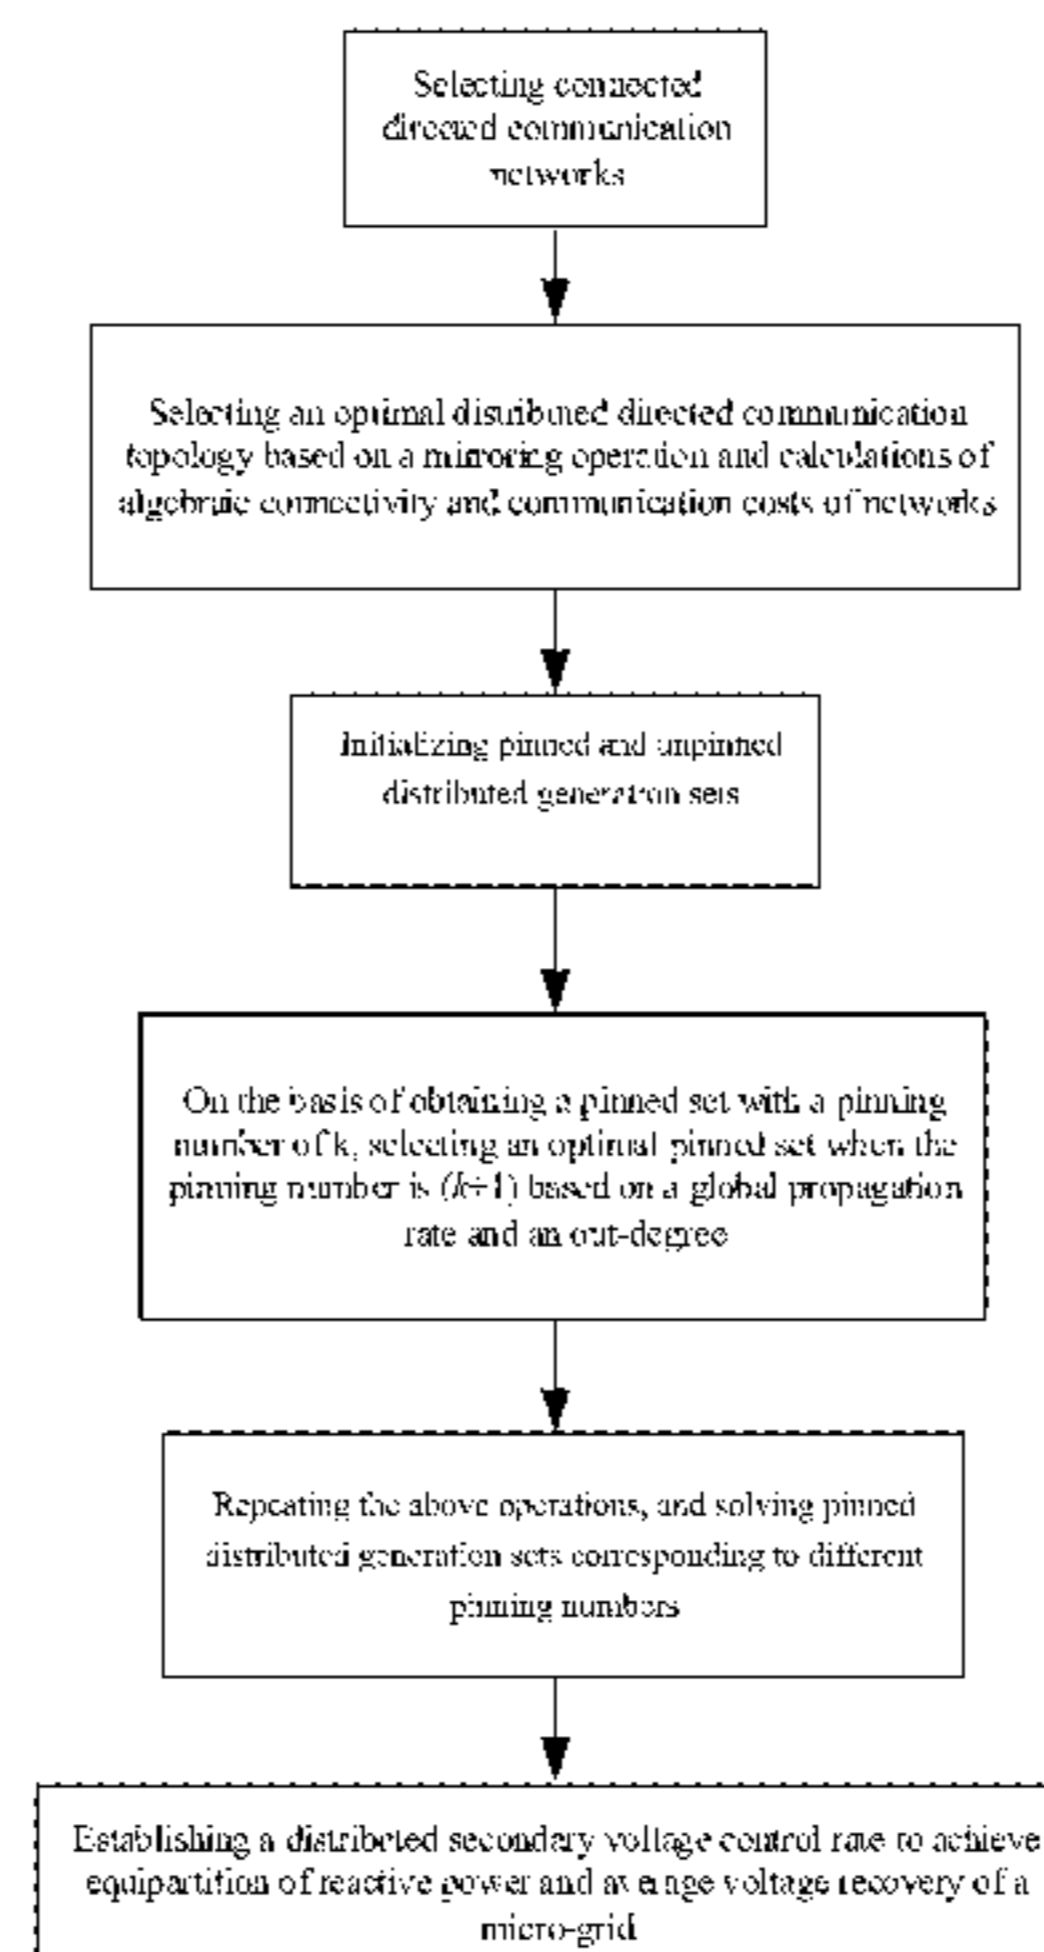 Selecting connected
directed communication
networks
Selecting an optimal distributed directed communication
topology based on a mirroring operation and calculations of
algebraic connectivity and communication costs of networks
Initializing pinned and unpinned
distributed generation sets
On the basis of obtaining a pinned set with a pinning
number of k, selecting an optimal pinned set when the
pinning number is (k+1) based on a global propagation
rate and an out-degree
Repeating the above operations, and solving pinned
distributed generation sets corresponding to different
pinning numbers
Establishing a distributed secondary voltage control rate to achieve
equipartition of reactive power and average voltage recovery of a
micro-grid